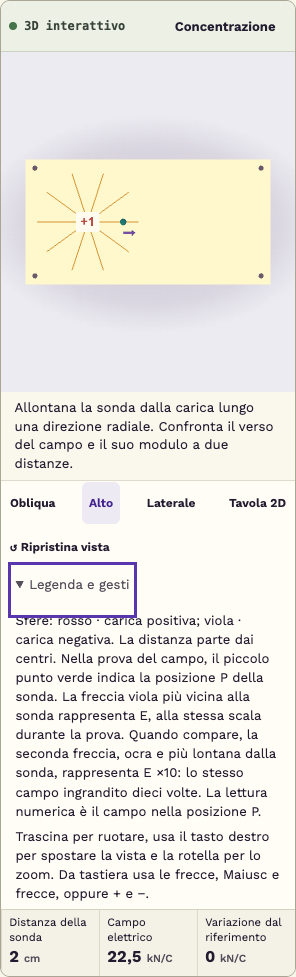 3D interattivo
Concentrazione
+1
Allontana la sonda dalla carica lungo
una direzione radiale. Confronta il verso
del campo e il suo modulo a due
distanze.
Obliqua
Alto
Laterale
Tavola 2D
↺ Ripristina vista
▼ Legenda e gesti
Sfere: rosso · carica positiva; viola ·
carica negativa. La distanza parte dai
centri. Nella prova del campo, il piccolo
punto verde indica la posizione P della
sonda. La freccia viola più vicina alla
sonda rappresenta E, alla stessa scala
durante la prova. Quando compare, la
seconda freccia, ocra e più lontana dalla
sonda, rappresenta E ×10: lo stesso
campo ingrandito dieci volte. La lettura
numerica è il campo nella posizione P.
Trascina per ruotare, usa il tasto destro
per spostare la vista e la rotella per lo
zoom. Da tastiera usa le frecce, Maiusc e
frecce, oppure + e −.
Distanza della
sonda
2 cm
Campo
elettrico
22,5 kN/C
Variazione dal
riferimento
0 kN/C